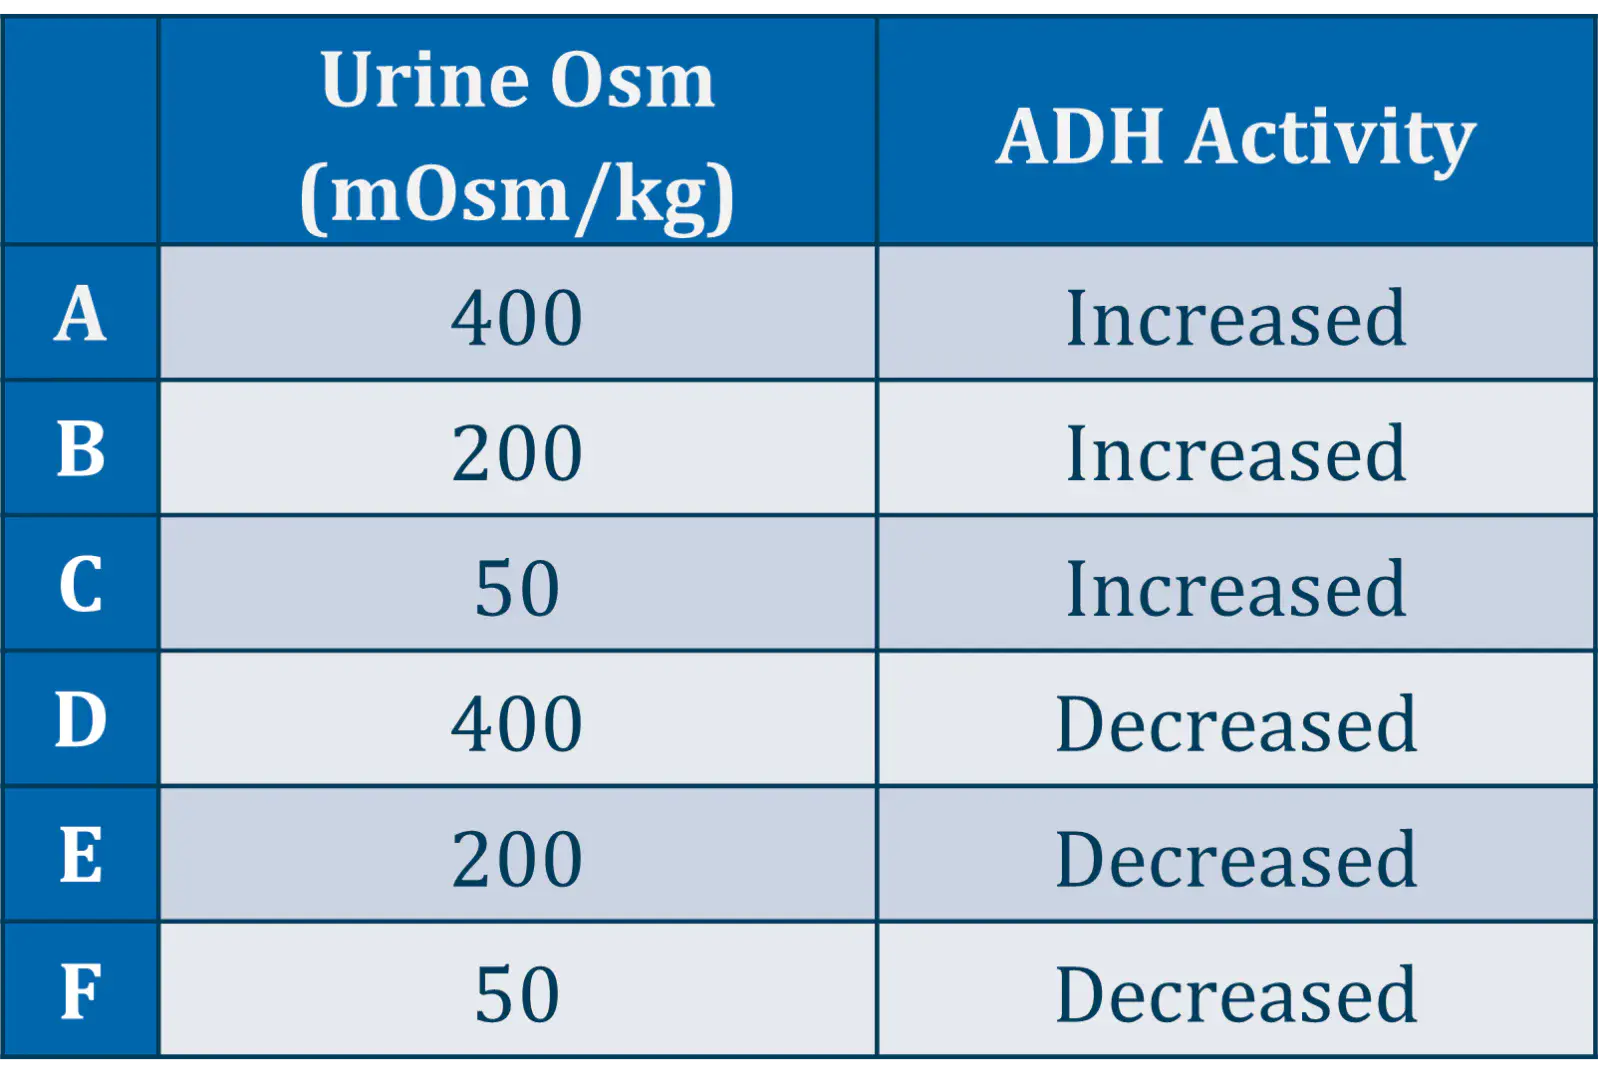 Urine Osm
(mOsm/kg)
ADH Activity
A 400 Increased
B 200 Increased
C 50 Increased
D 400 Decreased
E 200 Decreased
F 50 Decreased